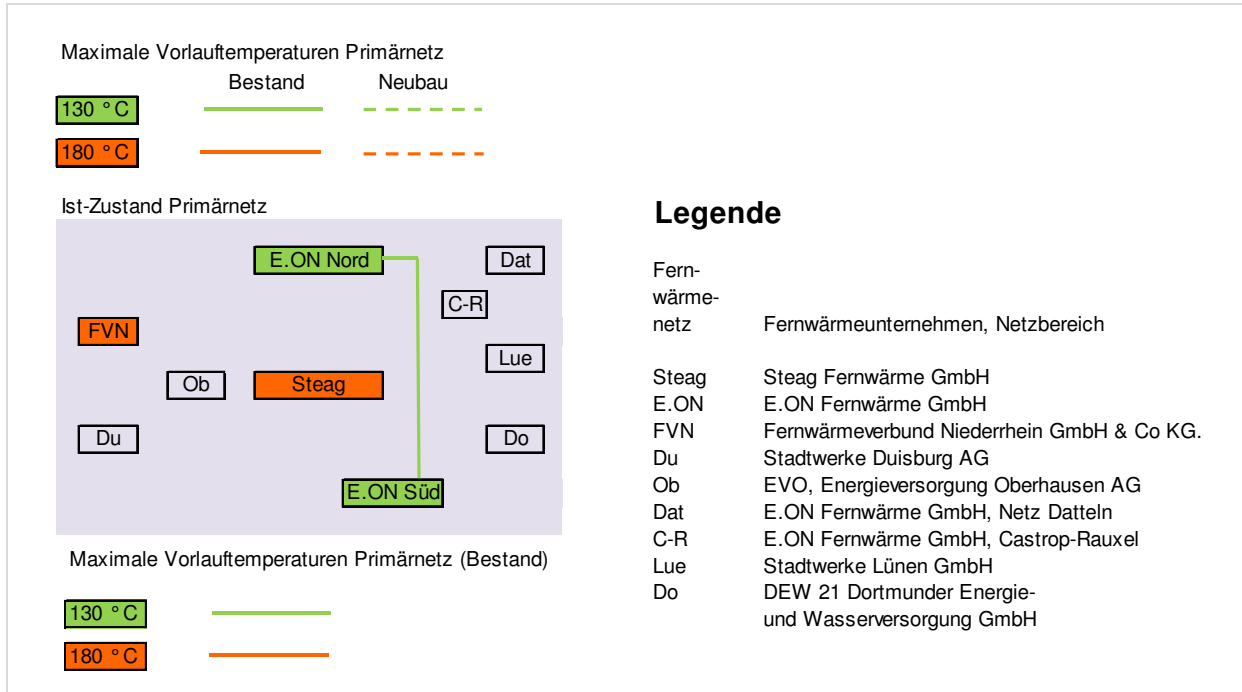 Maximale Vorlauftemperaturen Primärnetz
Bestand Neubau
130 °C
180 °C
Ist-Zustand Primärnetz
E.ON Nord
Dat
C-R
FVN
Lue
Ob
Steag
Du
Do
E.ON Süd
Maximale Vorlauftemperaturen Primärnetz (Bestand)
130 °C
180 °C
Legende
Fern-
wärme-
netz Fernwärmeunternehmen, Netzbereich
Steag Steag Fernwärme GmbH
E.ON E.ON Fernwärme GmbH
FVN Fernwärmeverbund Niederrhein GmbH & Co KG.
Du Stadtwerke Duisburg AG
Ob EVO, Energieversorgung Oberhausen AG
Dat E.ON Fernwärme GmbH, Netz Datteln
C-R E.ON Fernwärme GmbH, Castrop-Rauxel
Lue Stadtwerke Lünen GmbH
Do DEW 21 Dortmunder Energie-
und Wasserversorgung GmbH